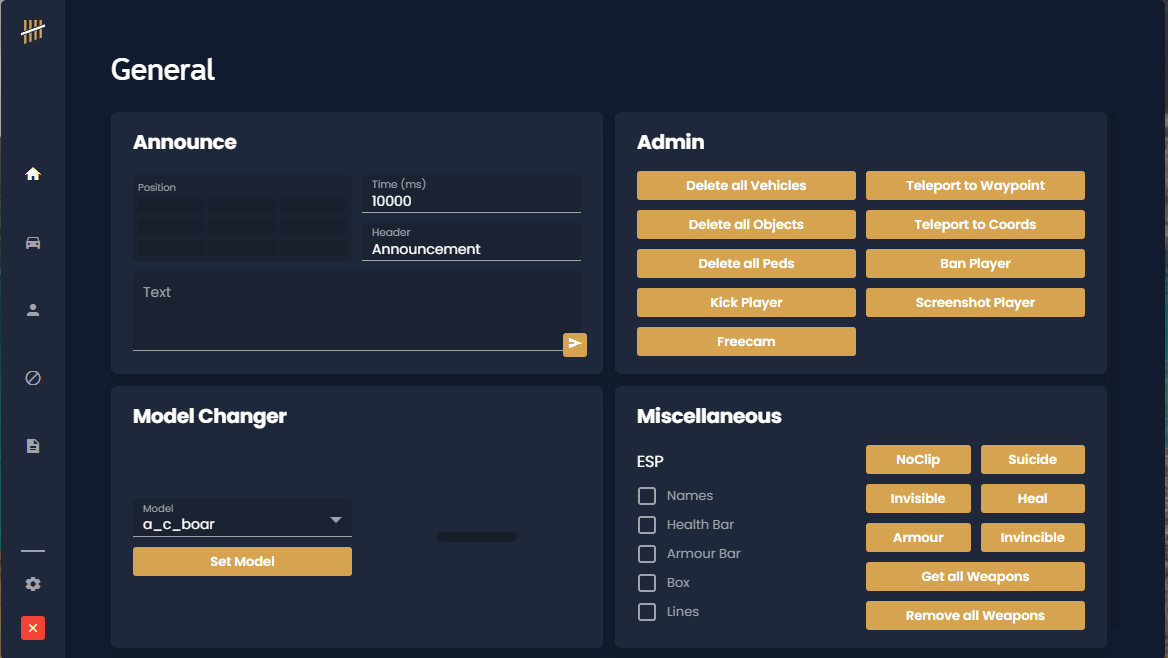 General
Announce
Position
Time (ms)
10000
Header
Announcement
Text
Admin
Delete all Vehicles
Teleport to Waypoint
Delete all Objects
Teleport to Coords
Delete all Peds
Ban Player
Kick Player
Screenshot Player
Freecam
Model Changer
Model
a_c_boar
Set Model
Miscellaneous
ESP
Names
Health Bar
Armour Bar
Box
Lines
NoClip
Suicide
Invisible
Heal
Armour
Invincible
Get all Weapons
Remove all Weapons